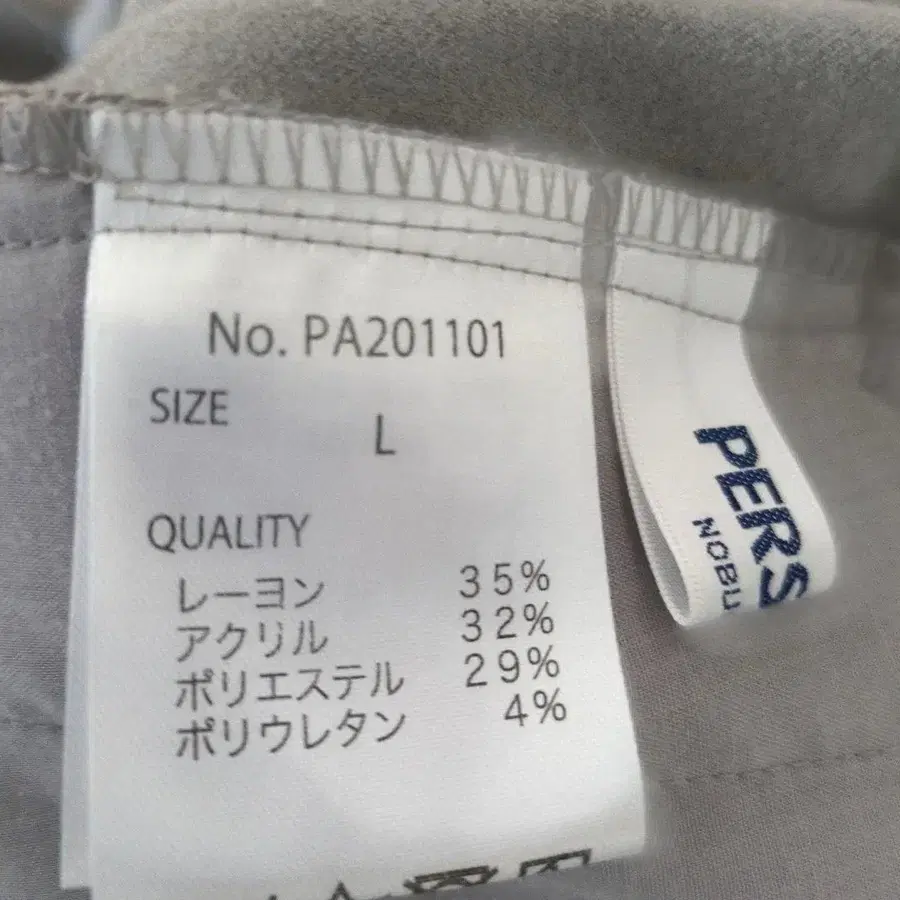 No. PA201101
SIZE
L
QUALITY
レーヨン 35%
アクリル 32%
ポリエステル 29%
ポリウレタン 4%
PERS
NOBU